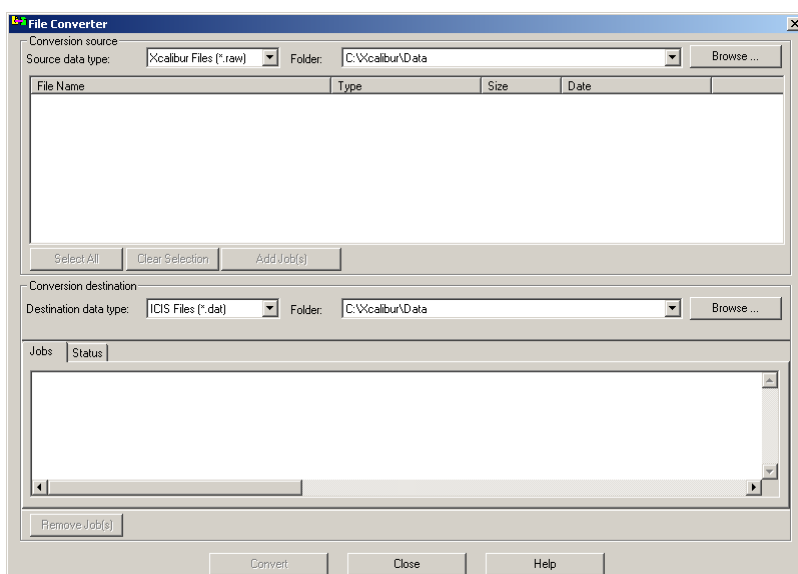 File Converter
Conversion source
Source data type: Xcalibur Files (*.raw) Folder: C:\Xcalibur\Data Browse ...
File Name Type Size Date
Select All Clear Selection Add Job(s)
Conversion destination
Destination data type: ICIS Files (*.dat) Folder: C:\Xcalibur\Data Browse ...
Jobs Status
Remove Job(s)
Convert Close Help